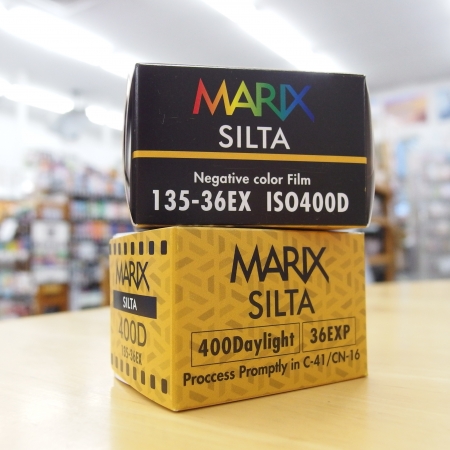 MARIX
SILTA
Negative color Film
135-36EX ISO400D
MARIX
SILTA
400D
135-36EX
MARIX
SILTA
400Daylight 36EXP
Proccess Promptly in C-41/CN-16